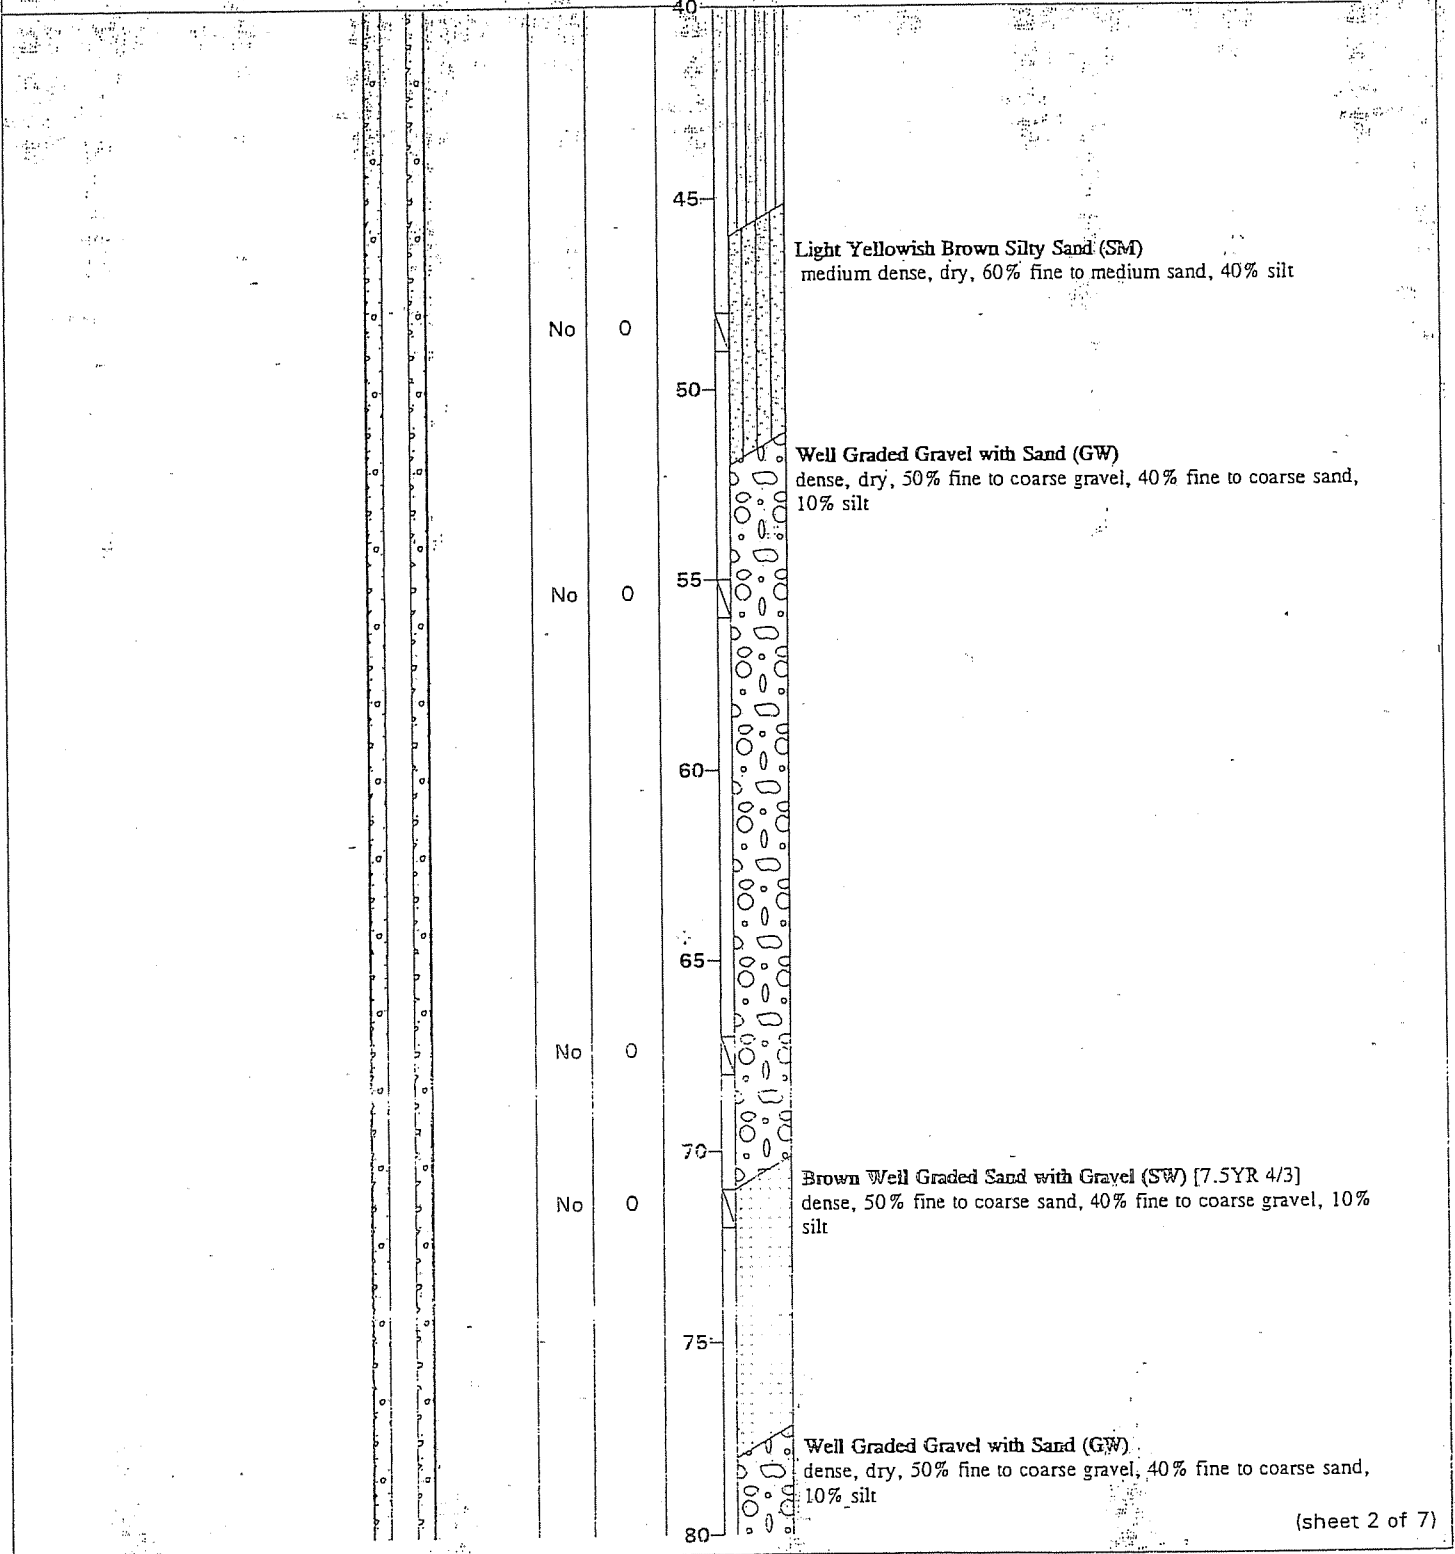 40
45
Light Yellowish Brown Silty Sand (SM)
medium dense, dry, 60% fine to medium sand, 40% silt
No 0
50
Well Graded Gravel with Sand (GW)
dense, dry, 50% fine to coarse gravel, 40% fine to coarse sand,
10% silt
55
No 0
60
65
No 0
70
Brown Well Graded Sand with Gravel (SW) [7.5YR 4/3]
dense, 50% fine to coarse sand, 40% fine to coarse gravel, 10%
silt
No 0
75
Well Graded Gravel with Sand (GW)
dense, dry, 50% fine to coarse gravel, 40% fine to coarse sand,
10% silt
80
(sheet 2 of 7)